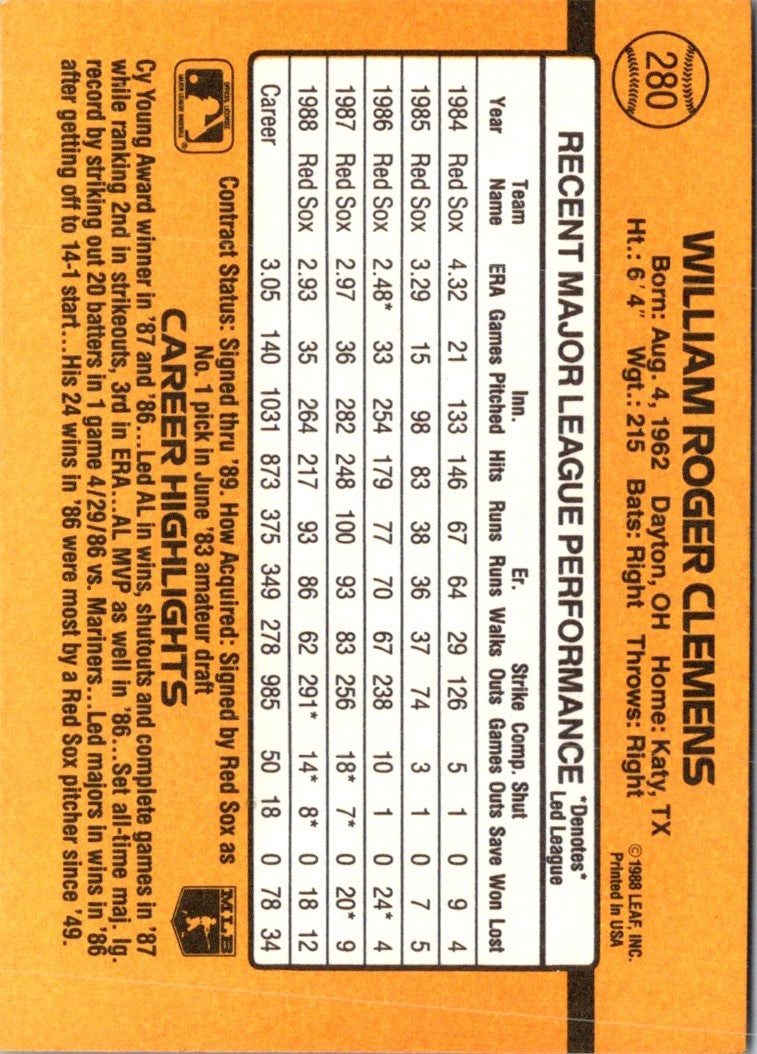 280
WILLIAM ROGER CLEMENS
Born: Aug. 4, 1962 Dayton, OH Home: Katy, TX
Ht.: 6'4" Wgt.: 215 Bats: Right Throws: Right
©1988 LEAF, INC.
Printed in USA
RECENT MAJOR LEAGUE PERFORMANCE *Denotes*
Led League
Team Inn. Er. Strike Comp. Shut
Year Name ERA Games Pitched Hits Runs Runs Walks Outs Games Outs Save Won Lost
1984 Red Sox 4.32 21 133 146 67 64 29 126 5 1 0 9 4
1985 Red Sox 3.29 15 98 83 38 36 37 74 3 1 0 7 5
1986 Red Sox 2.48* 33 254 179 77 70 67 238 10 1 0 24* 4
1987 Red Sox 2.97 36 282 248 100 93 83 256 18* 7* 0 20* 9
1988 Red Sox 2.93 35 264 217 93 86 62 291* 14* 8* 0 18 12
Career 3.05 140 1031 873 375 349 278 985 50 18 0 78 34
OFFICIAL LICENSEE
MAJOR LEAGUE BASEBALL
Contract Status: Signed thru '89. How Acquired: Signed by Red Sox as
No. 1 pick in June '83 amateur draft
MLB
CAREER HIGHLIGHTS
Cy Young Award winner in '87 and '86...Led AL in wins, shutouts and complete games in '87
while ranking 2nd in strikeouts, 3rd in ERA...AL MVP as well in '86...Set all-time maj. lg.
record by striking out 20 batters in 1 game 4/29/86 vs. Mariners...Led majors in wins in '86
after getting off to 14-1 start...His 24 wins in '86 were most by a Red Sox pitcher since '49.